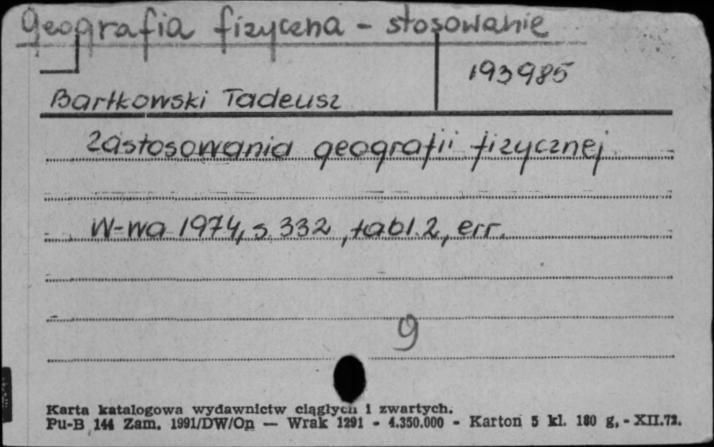 Geografia fizyczna - stosowanie
193985
Bartkowski Tadeusz
Zastosowania geografii fizycznej
W-wa 1974, s 332, tabl. 2, err.
9
Karta katalogowa wydawnictw ciągłych i zwartych.
Pu-B 144 Zam. 1991/DW/Op — Wrak 1291 - 4.350.000 - Karton 5 kl. 180 g, - XII.72.